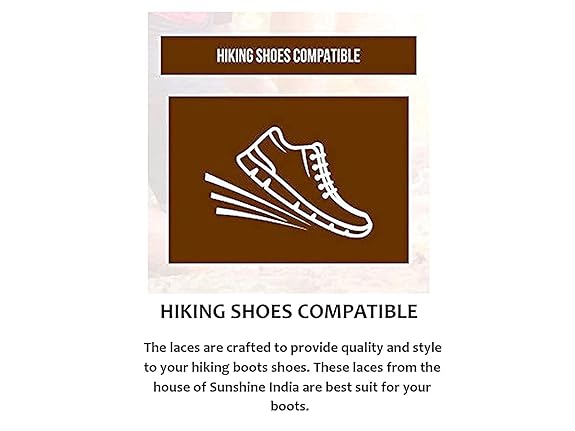 HIKING SHOES COMPATIBLE
HIKING SHOES COMPATIBLE
The laces are crafted to provide quality and style
to your hiking boots shoes. These laces from the
house of Sunshine India are best suit for your
boots.